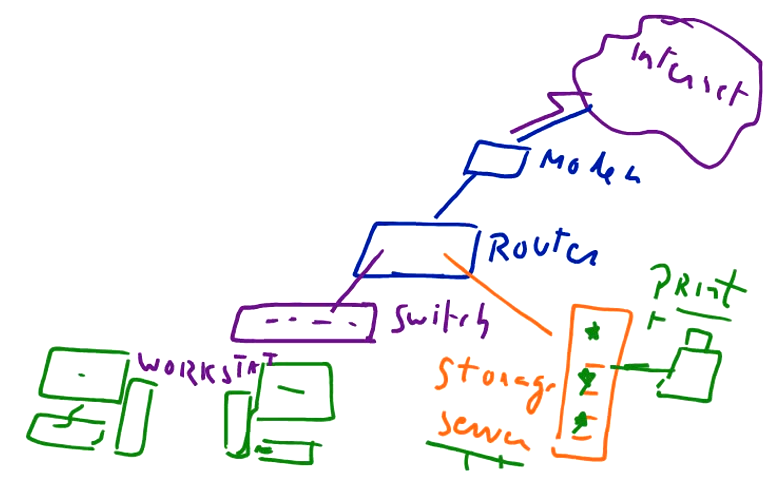 Internet
Modem
Router
Switch
PRint
WORKSTAT
Storage
server